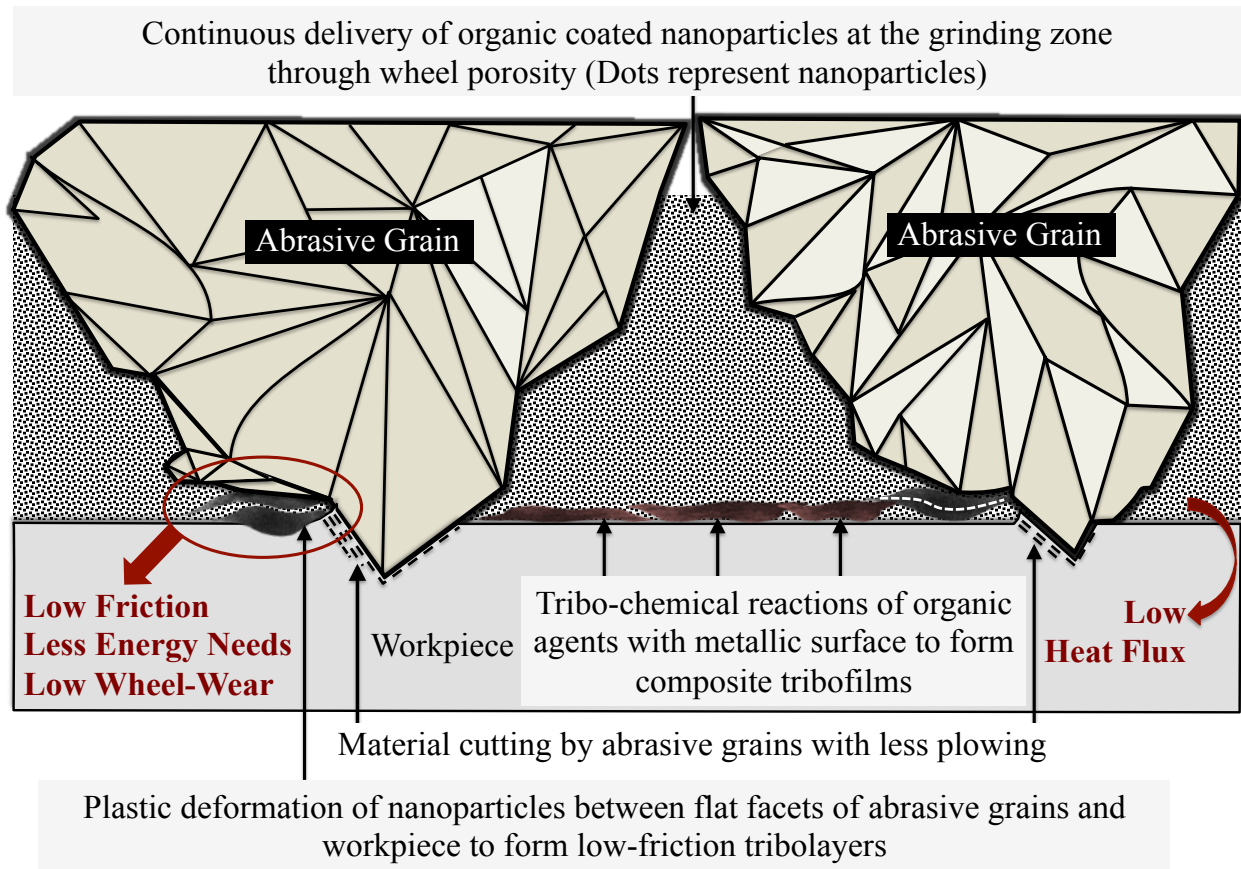 Continuous delivery of organic coated nanoparticles at the grinding zone
through wheel porosity (Dots represent nanoparticles)
Abrasive Grain
Abrasive Grain
Low Friction
Less Energy Needs
Low Wheel-Wear
Workpiece
Tribo-chemical reactions of organic
agents with metallic surface to form
composite tribofilms
Low
Heat Flux
Material cutting by abrasive grains with less plowing
Plastic deformation of nanoparticles between flat facets of abrasive grains and
workpiece to form low-friction tribolayers